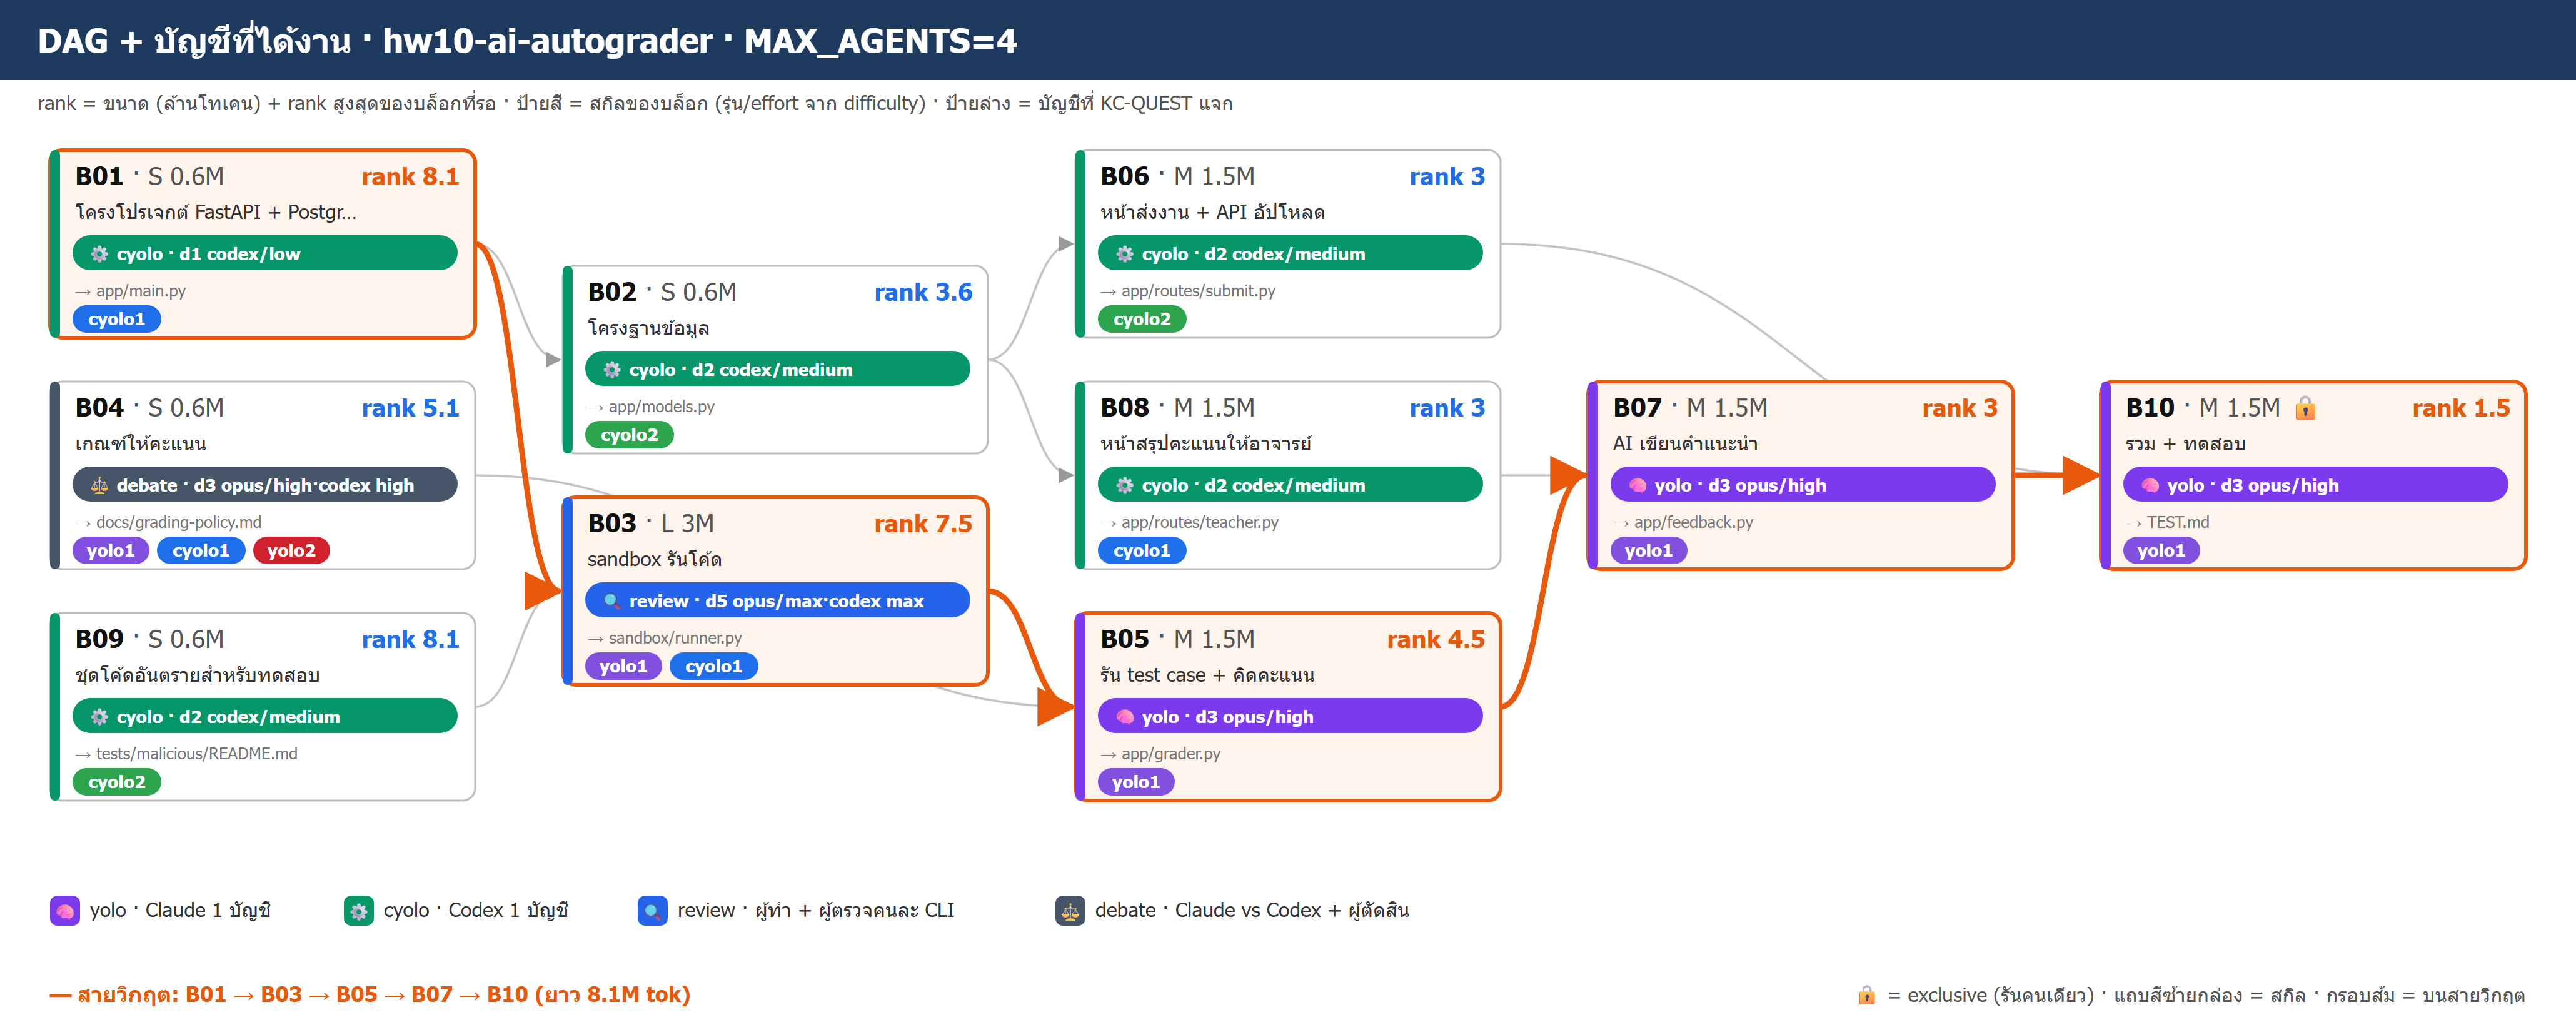 DAG + บัญชีที่ได้งาน · hw10-ai-autograder · MAX_AGENTS=4
rank = ขนาด (ล้านโทเคน) + rank สูงสุดของบล็อกที่รอ · ป้ายสี = สกิลของบล็อก (รุ่น/effort จาก difficulty) · ป้ายล่าง = บัญชีที่ KC-QUEST แจก
B01 · S 0.6M rank 8.1
โครงโปรเจกต์ FastAPI + Postgr...
cyolo · d1 codex/low
→ app/main.py
cyolo1
B04 · S 0.6M rank 5.1
เกณฑ์ให้คะแนน
debate · d3 opus/high·codex high
→ docs/grading-policy.md
yolo1 cyolo1 yolo2
B09 · S 0.6M rank 8.1
ชุดโค้ดอันตรายสำหรับทดสอบ
cyolo · d2 codex/medium
→ tests/malicious/README.md
cyolo2
B02 · S 0.6M rank 3.6
โครงฐานข้อมูล
cyolo · d2 codex/medium
→ app/models.py
cyolo2
B03 · L 3M rank 7.5
sandbox รันโค้ด
review · d5 opus/max·codex max
→ sandbox/runner.py
yolo1 cyolo1
B06 · M 1.5M rank 3
หน้าส่งงาน + API อัปโหลด
cyolo · d2 codex/medium
→ app/routes/submit.py
cyolo2
B08 · M 1.5M rank 3
หน้าสรุปคะแนนให้อาจารย์
cyolo · d2 codex/medium
→ app/routes/teacher.py
cyolo1
B05 · M 1.5M rank 4.5
รัน test case + คิดคะแนน
yolo · d3 opus/high
→ app/grader.py
yolo1
B07 · M 1.5M rank 3
AI เขียนคำแนะนำ
yolo · d3 opus/high
→ app/feedback.py
yolo1
B10 · M 1.5M 🔒 rank 1.5
รวม + ทดสอบ
yolo · d3 opus/high
→ TEST.md
yolo1
yolo · Claude 1 บัญชี
cyolo · Codex 1 บัญชี
review · ผู้ทำ + ผู้ตรวจคนละ CLI
debate · Claude vs Codex + ผู้ตัดสิน
— สายวิกฤต: B01 → B03 → B05 → B07 → B10 (ยาว 8.1M tok)
🔒 = exclusive (รันคนเดียว) · แถบสีซ้ายกล่อง = สกิล · กรอบส้ม = บนสายวิกฤต